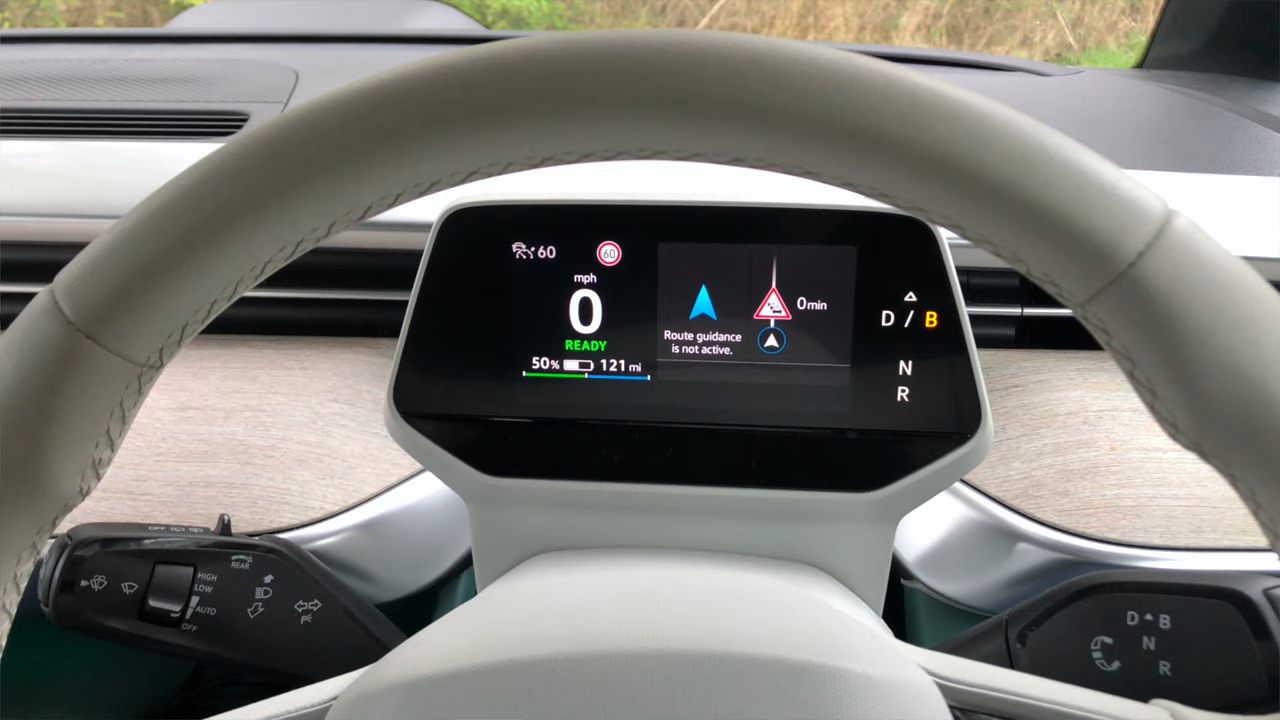 60
60
mph
0
READY
50% 121 mi
Route guidance
is not active.
0min
D / B
N
R
OFF
REAR
HIGH
LOW
AUTO
OFF
P
D B
N
R